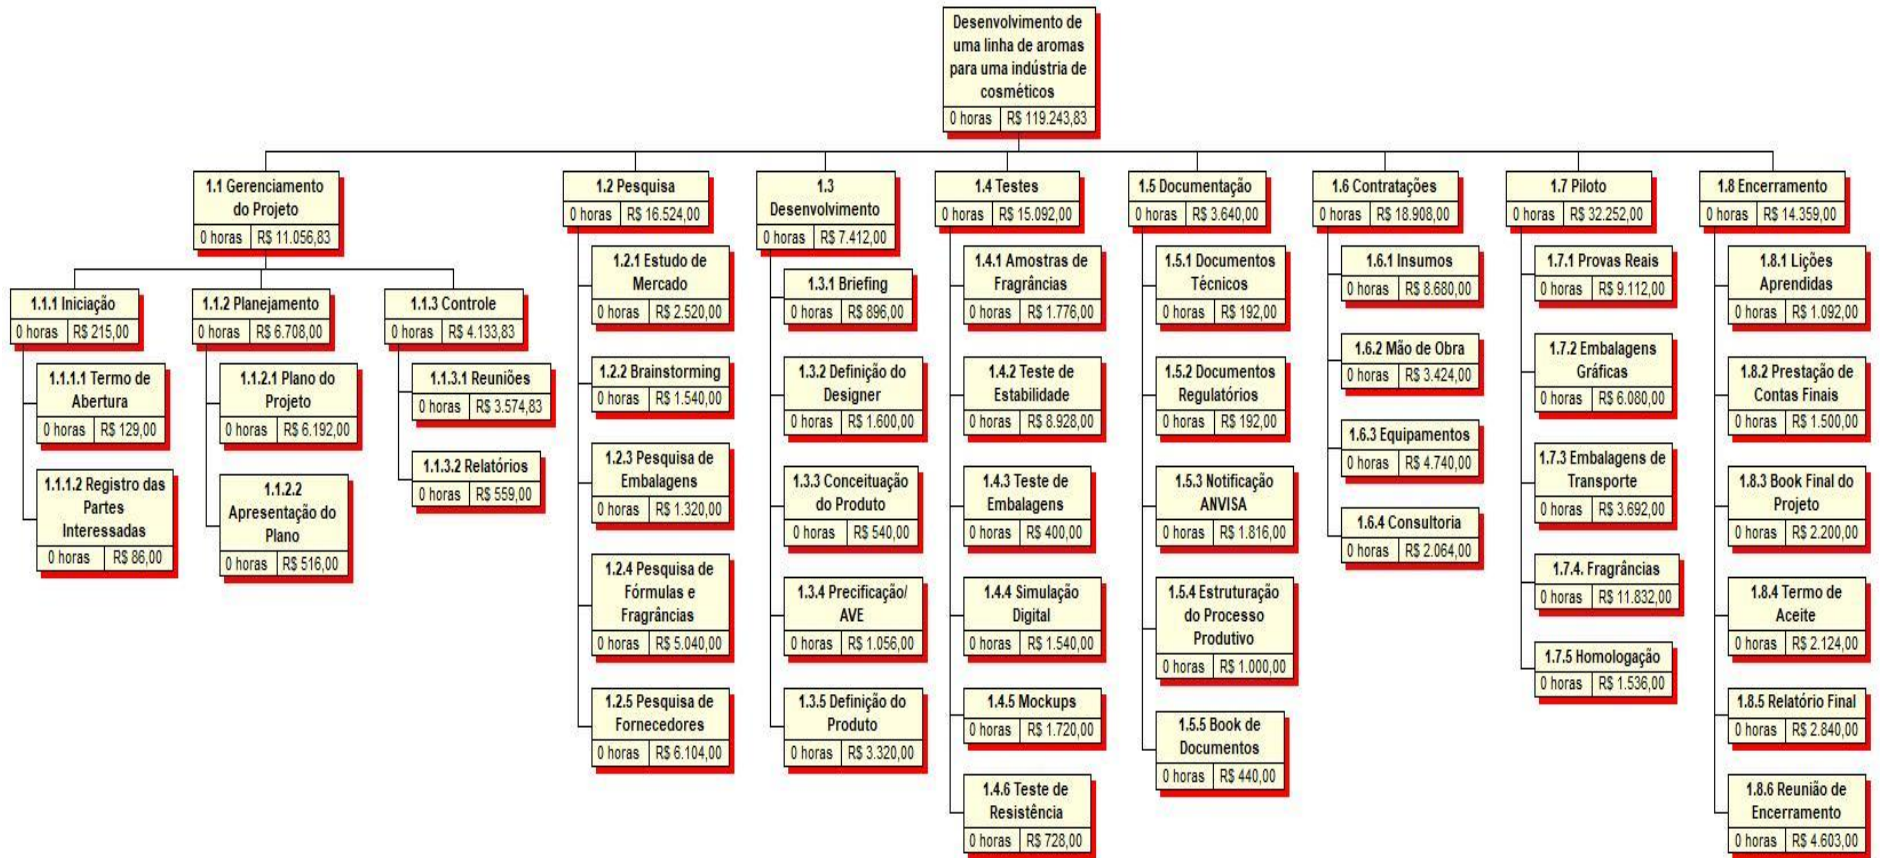 Desenvolvimento de
uma linha de aromas
para uma indústria de
cosméticos
0 horas R$ 119.243,83
1.1 Gerenciamento
do Projeto
0 horas R$ 11.056,83
1.1.1 Iniciação
0 horas R$ 215,00
1.1.1.1 Termo de
Abertura
0 horas R$ 129,00
1.1.1.2 Registro das
Partes
Interessadas
0 horas R$ 86,00
1.1.2 Planejamento
0 horas R$ 6.708,00
1.1.2.1 Plano do
Projeto
0 horas R$ 6.192,00
1.1.2.2
Apresentação do
Plano
0 horas R$ 516,00
1.1.3 Controle
0 horas R$ 4.133,83
1.1.3.1 Reuniões
0 horas R$ 3.574,83
1.1.3.2 Relatórios
0 horas R$ 559,00
1.2 Pesquisa
0 horas R$ 16.524,00
1.2.1 Estudo de
Mercado
0 horas R$ 2.520,00
1.2.2 Brainstorming
0 horas R$ 1.540,00
1.2.3 Pesquisa de
Embalagens
0 horas R$ 1.320,00
1.2.4 Pesquisa de
Fórmulas e
Fragrâncias
0 horas R$ 5.040,00
1.2.5 Pesquisa de
Fornecedores
0 horas R$ 6.104,00
1.3
Desenvolvimento
0 horas R$ 7.412,00
1.3.1 Briefing
0 horas R$ 896,00
1.3.2 Definição do
Designer
0 horas R$ 1.600,00
1.3.3 Conceituação
do Produto
0 horas R$ 540,00
1.3.4 Precificação/
AVE
0 horas R$ 1.056,00
1.3.5 Definição do
Produto
0 horas R$ 3.320,00
1.4 Testes
0 horas R$ 15.092,00
1.4.1 Amostras de
Fragrâncias
0 horas R$ 1.776,00
1.4.2 Teste de
Estabilidade
0 horas R$ 8.928,00
1.4.3 Teste de
Embalagens
0 horas R$ 400,00
1.4.4 Simulação
Digital
0 horas R$ 1.540,00
1.4.5 Mockups
0 horas R$ 1.720,00
1.4.6 Teste de
Resistência
0 horas R$ 728,00
1.5 Documentação
0 horas R$ 3.640,00
1.5.1 Documentos
Técnicos
0 horas R$ 192,00
1.5.2 Documentos
Regulatórios
0 horas R$ 192,00
1.5.3 Notificação
ANVISA
0 horas R$ 1.816,00
1.5.4 Estruturação
do Processo
Produtivo
0 horas R$ 1.000,00
1.5.5 Book de
Documentos
0 horas R$ 440,00
1.6 Contratações
0 horas R$ 18.908,00
1.6.1 Insumos
0 horas R$ 8.680,00
1.6.2 Mão de Obra
0 horas R$ 3.424,00
1.6.3 Equipamentos
0 horas R$ 4.740,00
1.6.4 Consultoria
0 horas R$ 2.064,00
1.7 Piloto
0 horas R$ 32.252,00
1.7.1 Provas Reais
0 horas R$ 9.112,00
1.7.2 Embalagens
Gráficas
0 horas R$ 6.080,00
1.7.3 Embalagens de
Transporte
0 horas R$ 3.692,00
1.7.4. Fragrâncias
0 horas R$ 11.832,00
1.7.5 Homologação
0 horas R$ 1.536,00
1.8 Encerramento
0 horas R$ 14.359,00
1.8.1 Lições
Aprendidas
0 horas R$ 1.092,00
1.8.2 Prestação de
Contas Finais
0 horas R$ 1.500,00
1.8.3 Book Final do
Projeto
0 horas R$ 2.200,00
1.8.4 Termo de
Aceite
0 horas R$ 2.124,00
1.8.5 Relatório Final
0 horas R$ 2.840,00
1.8.6 Reunião de
Encerramento
0 horas R$ 4.603,00